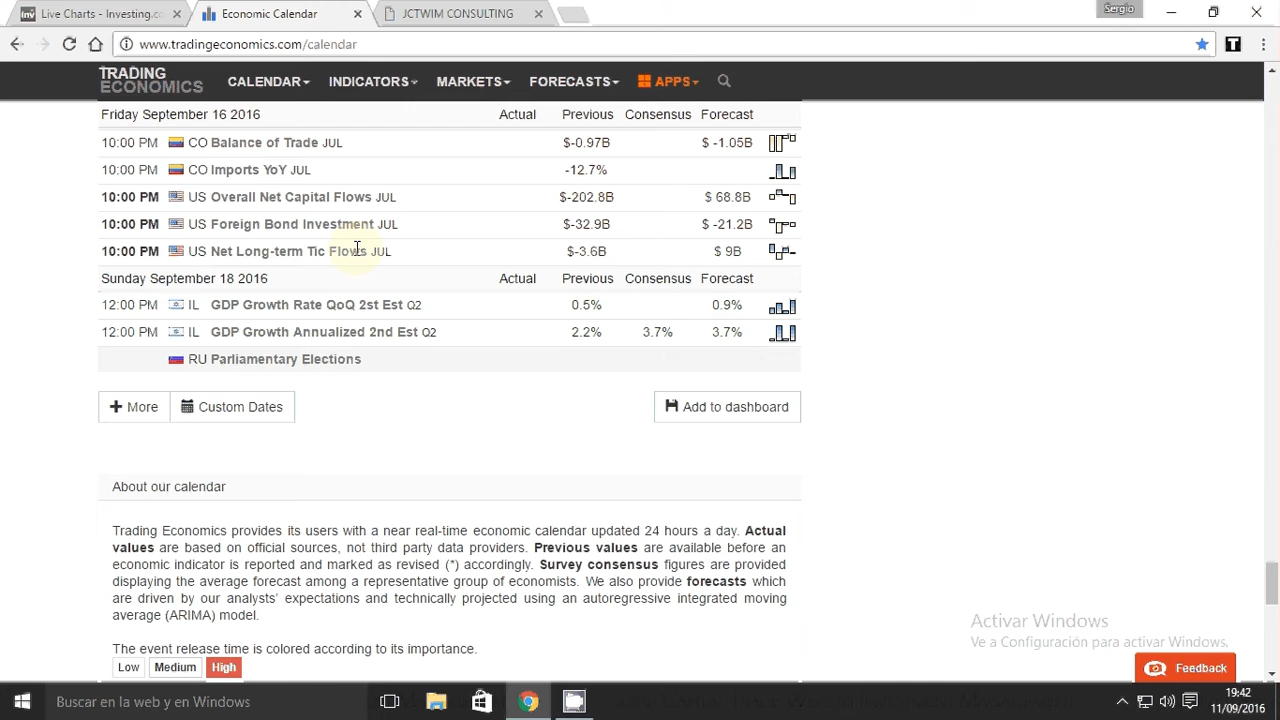 Live Charts - Investing.co
Economic Calendar
JCTWIM CONSULTING
Sergio
www.tradingeconomics.com/calendar
TRADING
ECONOMICS
CALENDAR
INDICATORS
MARKETS
FORECASTS
APPS
Friday September 16 2016 Actual Previous Consensus Forecast
10:00 PM CO Balance of Trade JUL $-0.97B $ -1.05B
10:00 PM CO Imports YoY JUL -12.7%
10:00 PM US Overall Net Capital Flows JUL $-202.8B $ 68.8B
10:00 PM US Foreign Bond Investment JUL $-32.9B $ -21.2B
10:00 PM US Net Long-term Tic Flows JUL $-3.6B $ 9B
Sunday September 18 2016 Actual Previous Consensus Forecast
12:00 PM IL GDP Growth Rate QoQ 2st Est Q2 0.5% 0.9%
12:00 PM IL GDP Growth Annualized 2nd Est Q2 2.2% 3.7% 3.7%
RU Parliamentary Elections
More
Custom Dates
Add to dashboard
About our calendar
Trading Economics provides its users with a near real-time economic calendar updated 24 hours a day. Actual
values are based on official sources, not third party data providers. Previous values are available before an
economic indicator is reported and marked as revised (*) accordingly. Survey consensus figures are provided
displaying the average forecast among a representative group of economists. We also provide forecasts which
are driven by our analysts' expectations and technically projected using an autoregressive integrated moving
average (ARIMA) model.
The event release time is colored according to its importance.
Low Medium High
Activar Windows
Ve a Configuración para activar Windows.
Feedback
Buscar en la web y en Windows
19:42
11/09/2016